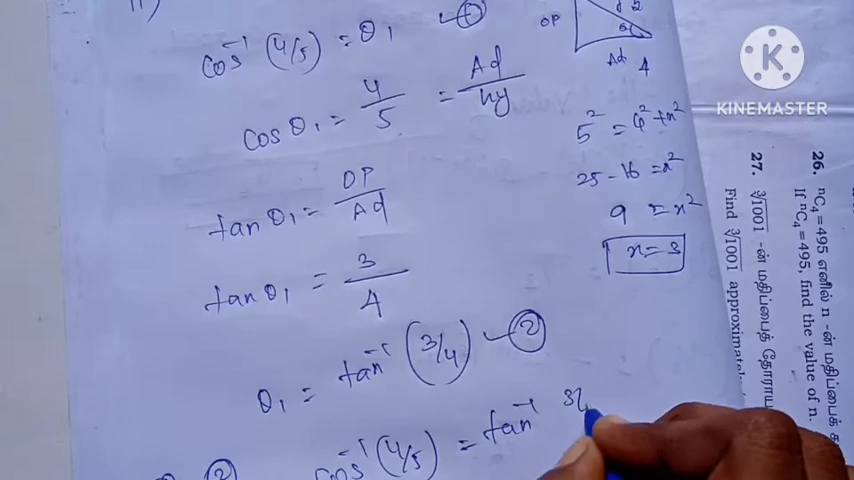 11)
cos⁻¹ (4/5) = θ₁ — ①
cos θ₁ = 4/5 = Ad/hy
tan θ₁ = OP/Ad
tan θ₁ = 3/4
θ₁ = tan⁻¹ (3/4) — ②
②
cos⁻¹ (4/5) = tan⁻¹ 3/
OP
Ad 4
5² = 4² + x²
25 - 16 = x²
9 = x²
x = 3
KINEMASTER
26. ⁿC₄ = 495 எனில் n -ன் மதிப்பைக்
If ⁿC₄ = 495, find the value of n.
27. ∛1001 -ன் மதிப்பைத்
Find ∛1001